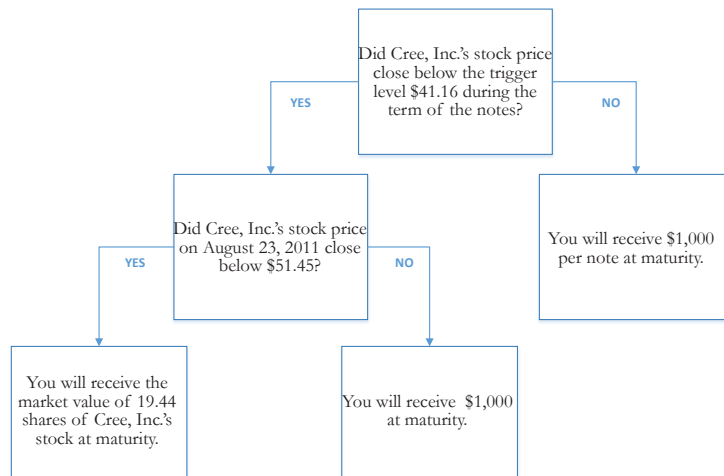 Did Cree, Inc.'s stock price
close below the trigger
level $41.16 during the
term of the notes?
YES
NO
Did Cree, Inc.'s stock price
on August 23, 2011 close
below $51.45?
You will receive $1,000
per note at maturity.
YES
NO
You will receive the
market value of 19.44
shares of Cree, Inc.'s
stock at maturity.
You will receive $1,000
at maturity.